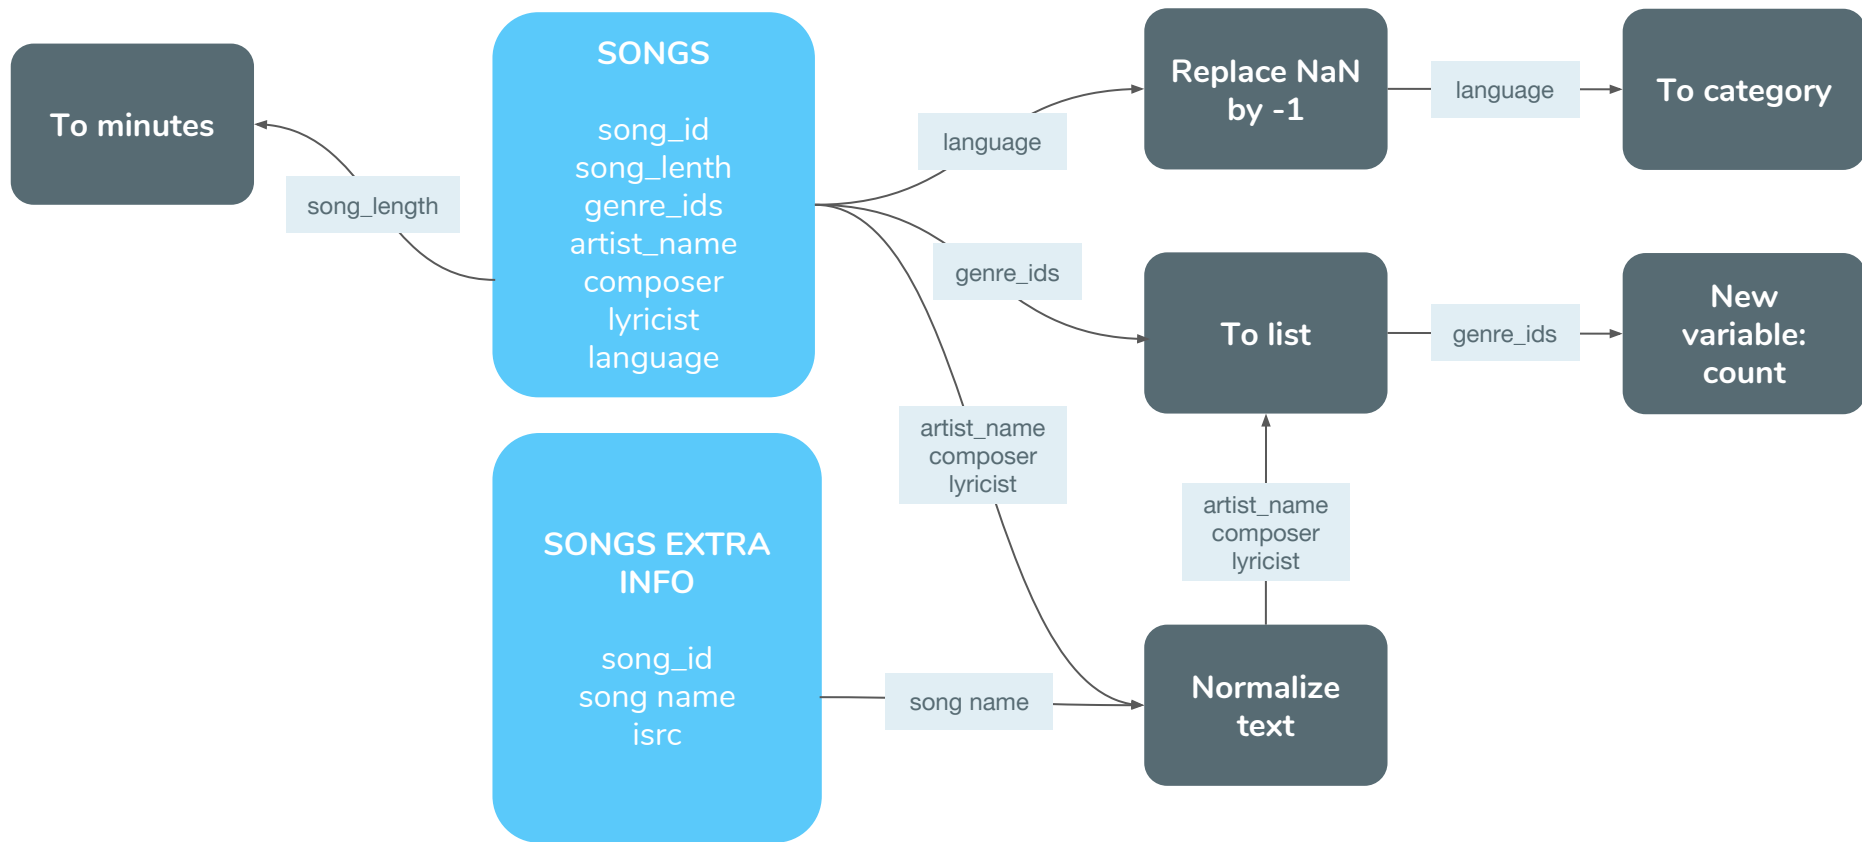 To minutes
song_length
SONGS
song_id
song_lenth
genre_ids
artist_name
composer
lyricist
language
SONGS EXTRA
INFO
song_id
song name
isrc
language
genre_ids
artist_name
composer
lyricist
song name
Replace NaN
by -1
language
To category
To list
genre_ids
New
variable:
count
artist_name
composer
lyricist
Normalize
text